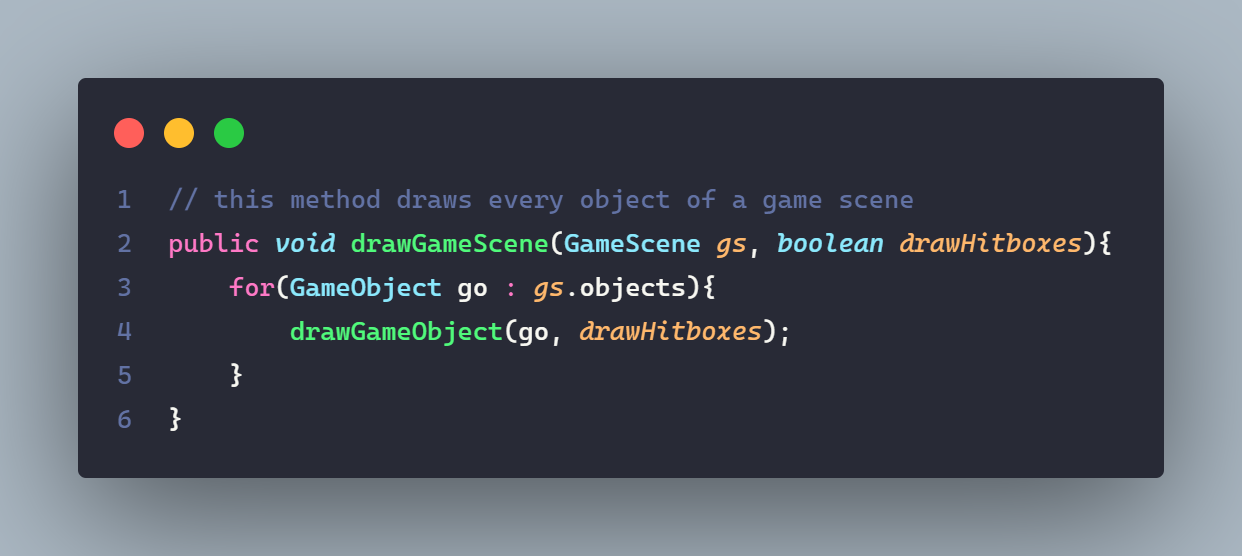 1 // this method draws every object of a game scene
2 public void drawGameScene(GameScene gs, boolean drawHitboxes){
3     for(GameObject go : gs.objects){
4         drawGameObject(go, drawHitboxes);
5     }
6 }